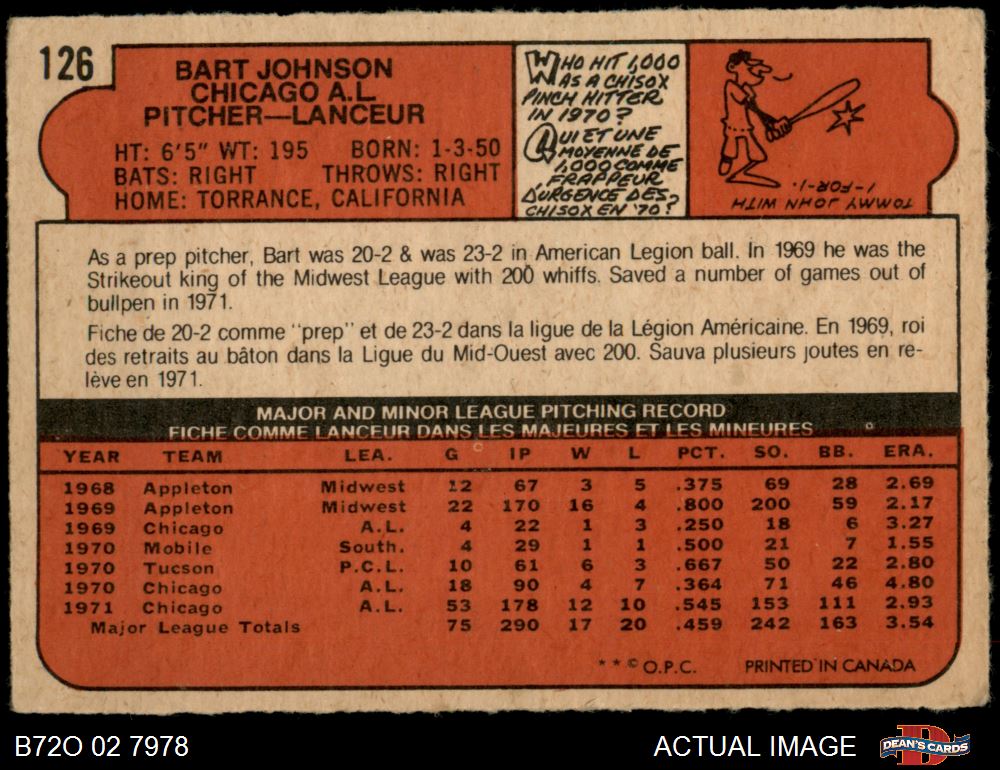 126
BART JOHNSON
CHICAGO A.L.
PITCHER—LANCEUR
HT: 6'5" WT: 195 BORN: 1-3-50
BATS: RIGHT THROWS: RIGHT
HOME: TORRANCE, CALIFORNIA
WHO HIT 1,000
AS A CHISOX
PINCH HITTER
IN 1970?
QUI ET UNE
MOYENNE DE
1,000 COMME
FRAPPEUR
D'URGENCE DES
CHISOX EN '70?
TOMMY JOHN WITH
1-FOR-1.
As a prep pitcher, Bart was 20-2 & was 23-2 in American Legion ball. In 1969 he was the
Strikeout king of the Midwest League with 200 whiffs. Saved a number of games out of
bullpen in 1971.
Fiche de 20-2 comme "prep" et de 23-2 dans la ligue de la Légion Américaine. En 1969, roi
des retraits au bâton dans la Ligue du Mid-Ouest avec 200. Sauva plusieurs joutes en re-
lève en 1971.
MAJOR AND MINOR LEAGUE PITCHING RECORD
FICHE COMME LANCEUR DANS LES MAJEURES ET LES MINEURES
YEAR TEAM LEA. G IP W L PCT. SO. BB. ERA.
1968 Appleton Midwest 12 67 3 5 .375 69 28 2.69
1969 Appleton Midwest 22 170 16 4 .800 200 59 2.17
1969 Chicago A.L. 4 22 1 3 .250 18 6 3.27
1970 Mobile South. 4 29 1 1 .500 21 7 1.55
1970 Tucson P.C.L. 10 61 6 3 .667 50 22 2.80
1970 Chicago A.L. 18 90 4 7 .364 71 46 4.80
1971 Chicago A.L. 53 178 12 10 .545 153 111 2.93
Major League Totals 75 290 17 20 .459 242 163 3.54
**© O.P.C. PRINTED IN CANADA
B72O 02 7978 ACTUAL IMAGE DEAN'S CARDS